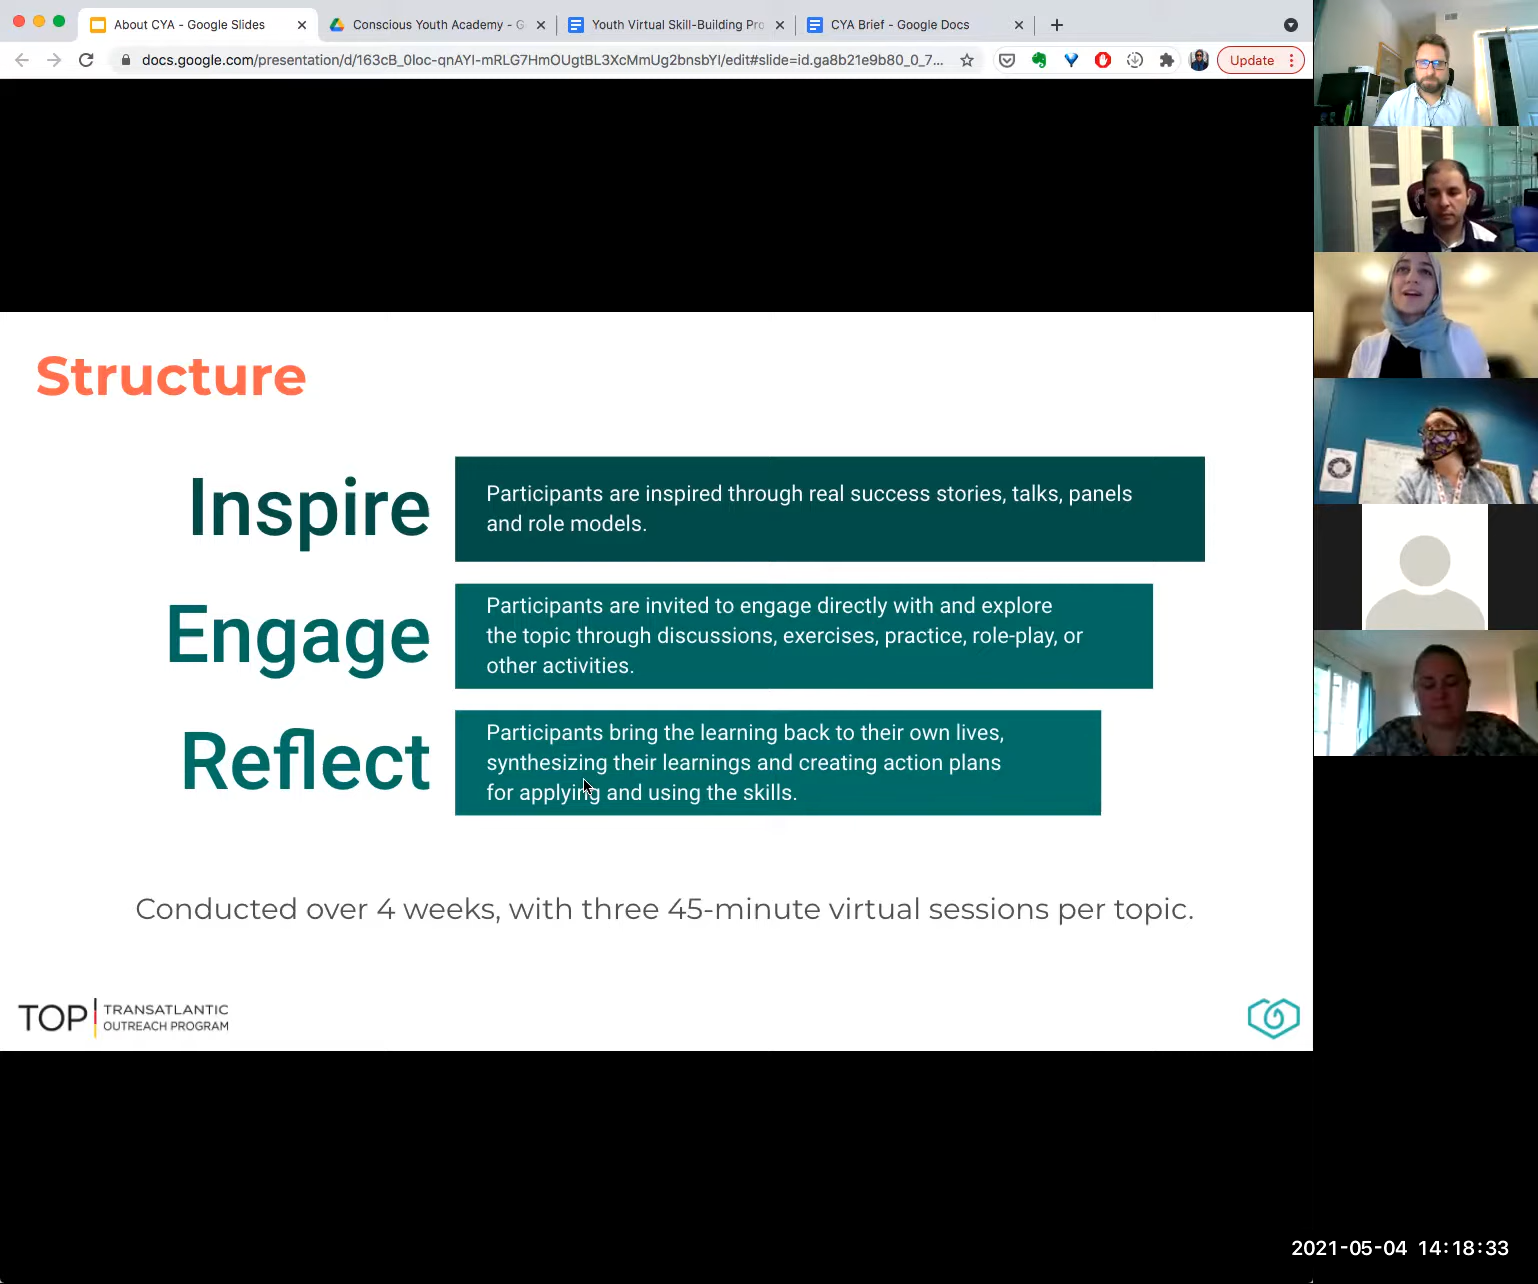 About CYA - Google Slides
Conscious Youth Academy - G
Youth Virtual Skill-Building Pro
CYA Brief - Google Docs
docs.google.com/presentation/d/163cB_0loc-qnAYl-mRLG7HmOUgtBL3XcMmUg2bnsbYI/edit#slide=id.ga8b21e9b80_0_7...
Update
Structure
Inspire
Participants are inspired through real success stories, talks, panels
and role models.
Engage
Participants are invited to engage directly with and explore
the topic through discussions, exercises, practice, role-play, or
other activities.
Reflect
Participants bring the learning back to their own lives,
synthesizing their learnings and creating action plans
for applying and using the skills.
Conducted over 4 weeks, with three 45-minute virtual sessions per topic.
TOP
TRANSATLANTIC
OUTREACH PROGRAM
2021-05-04 14:18:33